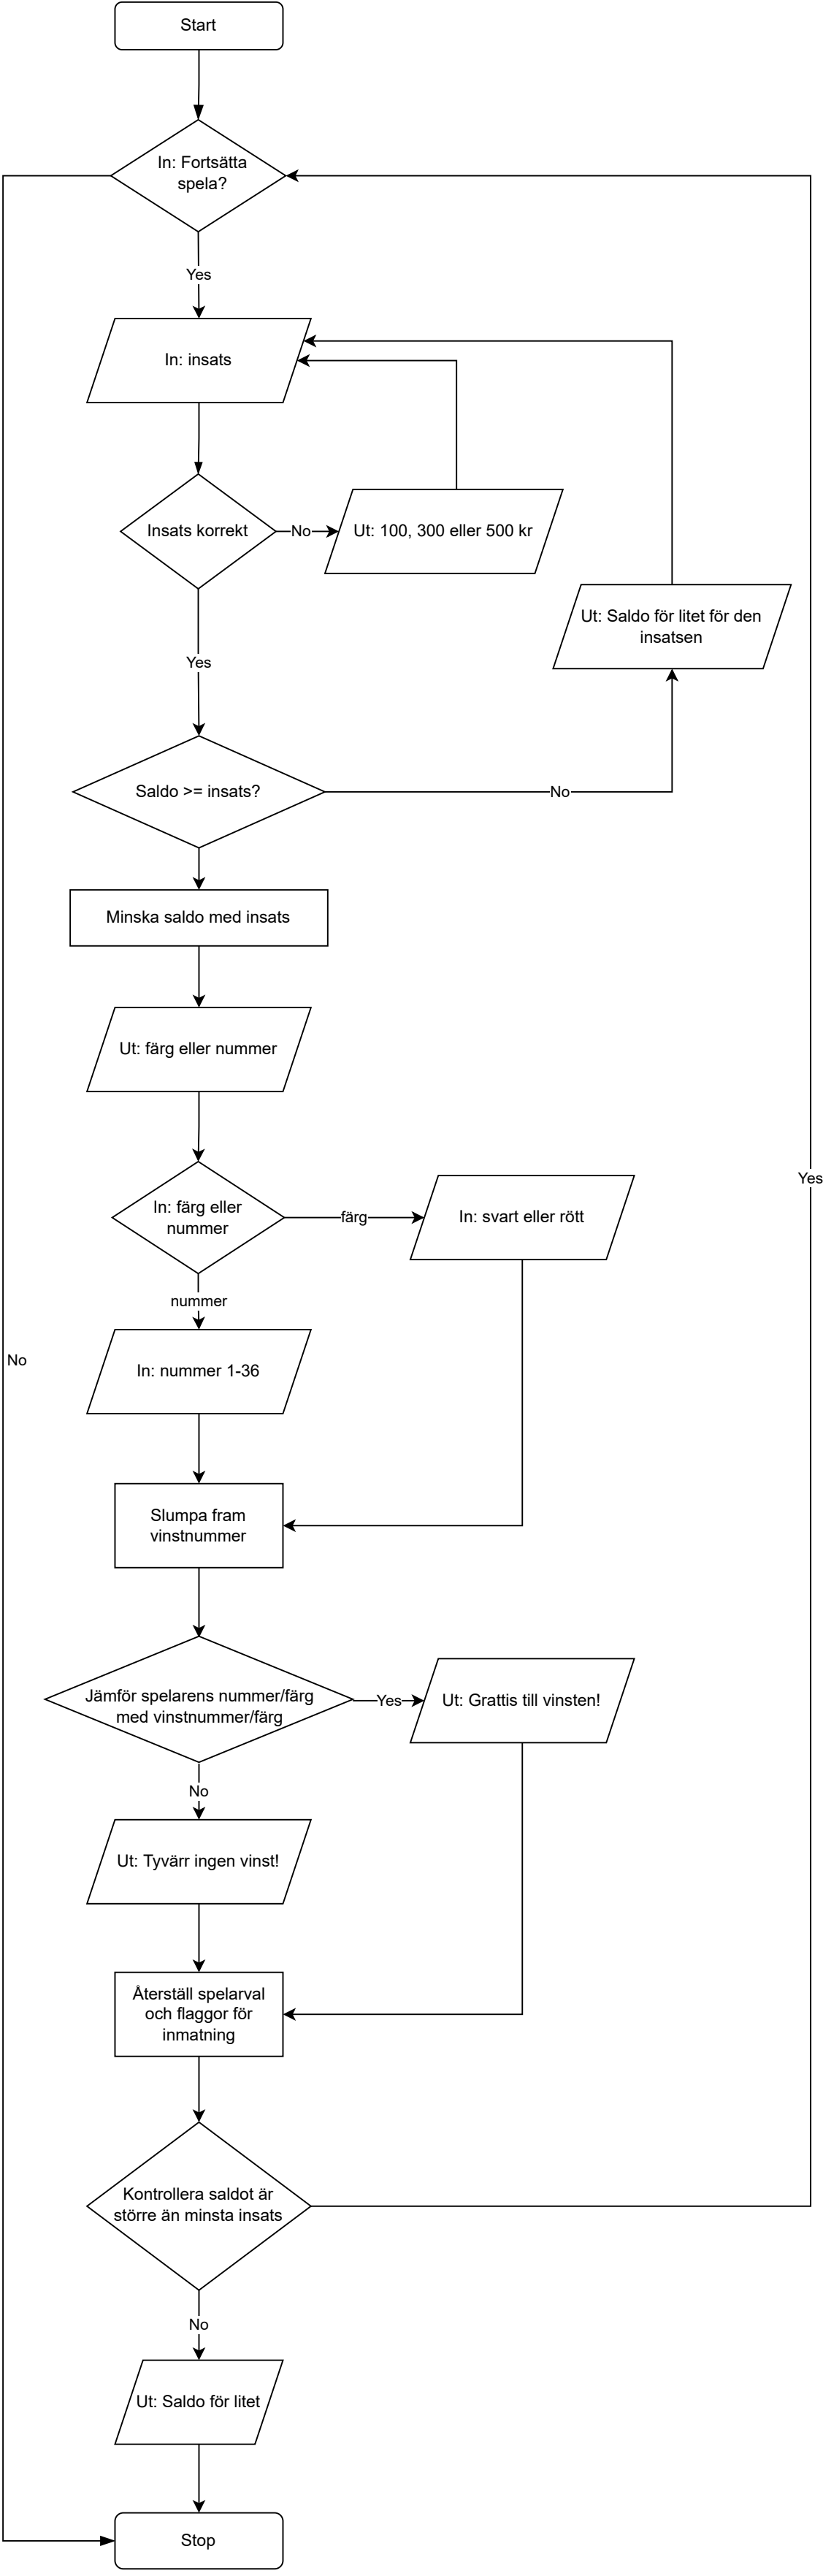 Start
In: Fortsätta
spela?
Yes
In: insats
Insats korrekt
No
Ut: 100, 300 eller 500 kr
Ut: Saldo för litet för den
insatsen
Yes
Saldo >= insats?
No
Minska saldo med insats
Ut: färg eller nummer
Yes
In: färg eller
nummer
färg
In: svart eller rött
nummer
No
In: nummer 1-36
Slumpa fram
vinstnummer
Jämför spelarens nummer/färg
med vinstnummer/färg
Yes
Ut: Grattis till vinsten!
No
Ut: Tyvärr ingen vinst!
Återställ spelarval
och flaggor för
inmatning
Kontrollera saldot är
större än minsta insats
No
Ut: Saldo för litet
Stop